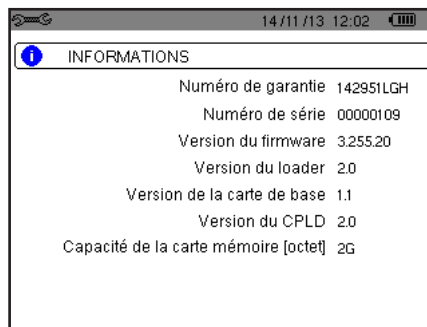 14/11/13 12:02
INFORMATIONS
Numéro de garantie 142951LGH
Numéro de série 00000109
Version du firmware 3.255.20
Version du loader 2.0
Version de la carte de base 1.1
Version du CPLD 2.0
Capacité de la carte mémoire [octet] 2G